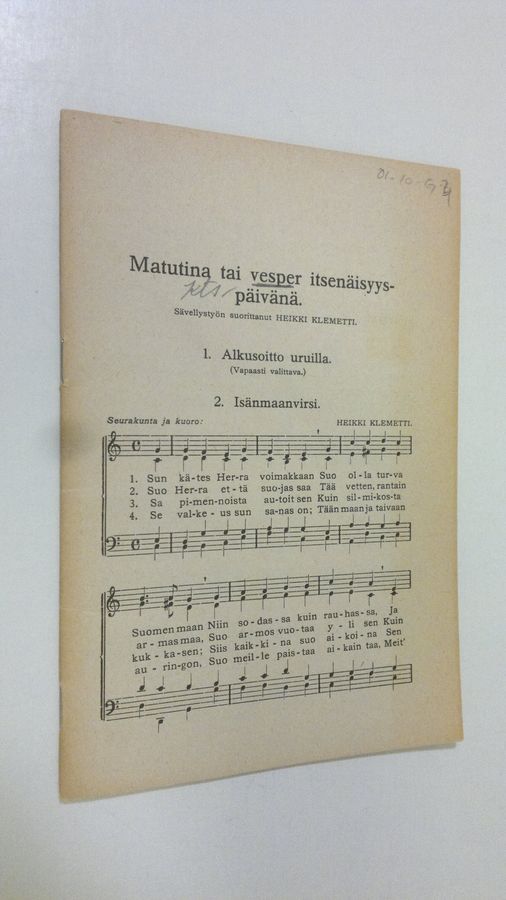 01-10-G
Matutina tai vesper itsenäisyys-
päivänä.
Sävellystyön suorittanut HEIKKI KLEMETTI.
1. Alkusoitto uruilla.
(Vapaasti valittava.)
2. Isänmaanvirsi.
Seurakunta ja kuoro:
HEIKKI KLEMETTI.
1. Sun kä-tes Her-ra voimakkaan Suo ol-la tur-va
2. Suo Her-ra et-tä suo-jas saa Tää vetten, rantain
3. Sa pi-men-noista au-toit sen Kuin sil-mi-kos-ta
4. Se val-ke-us sun sa-nas on; Tään maan ja taivaan
Suomen maan Niin so-das-sa kuin rau-has-sa, Ja
ar-mas maa, Suo ar-mos vuo-taa y-li sen Kuin
kuk-ka-sen; Siis kaik-ki-na suo ai-koi-na Sen
au-rin-gon, Suo meil-le pais-taa ai-kain taa, Meit'